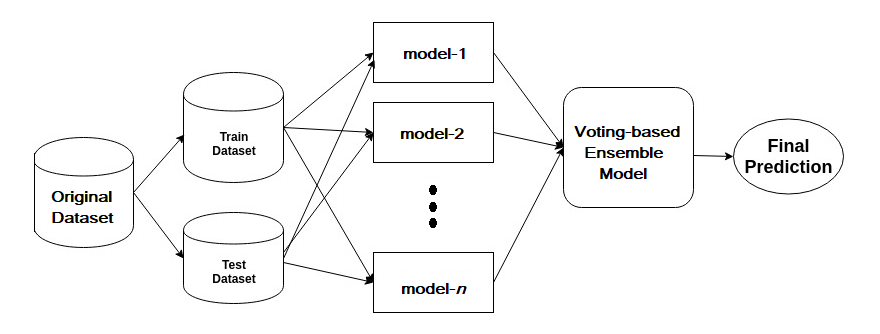 Original
Dataset
Train
Dataset
Test
Dataset
model-1
model-2
model-n
Voting-based
Ensemble
Model
Final
Prediction